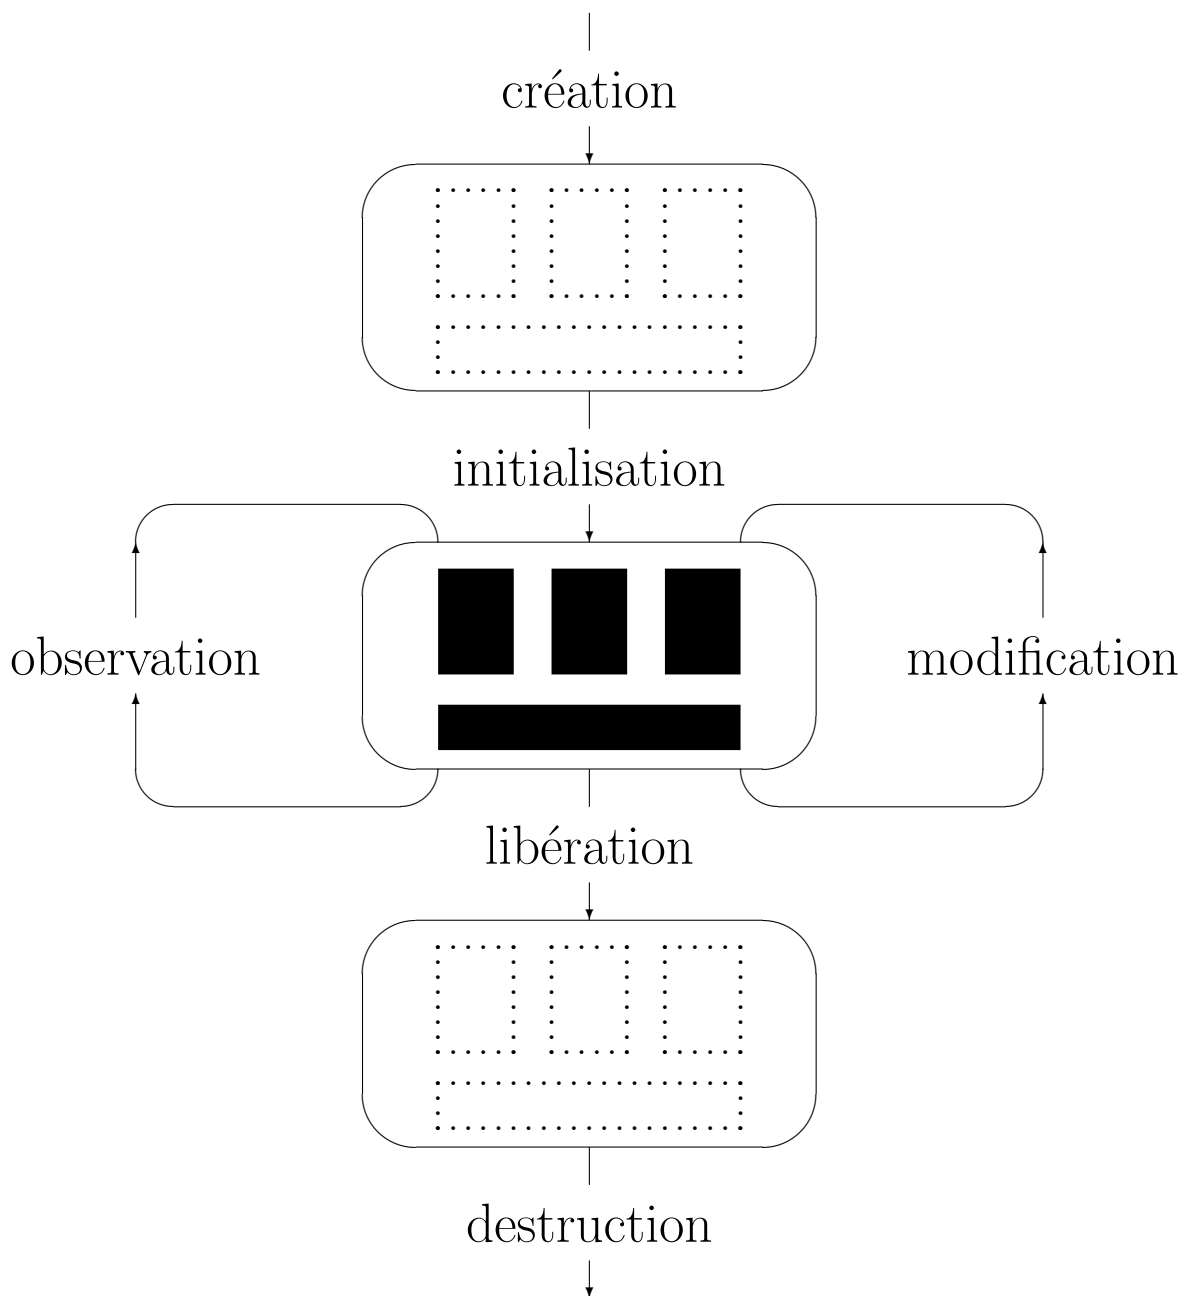 création
initialisation
observation
modification
libération
destruction